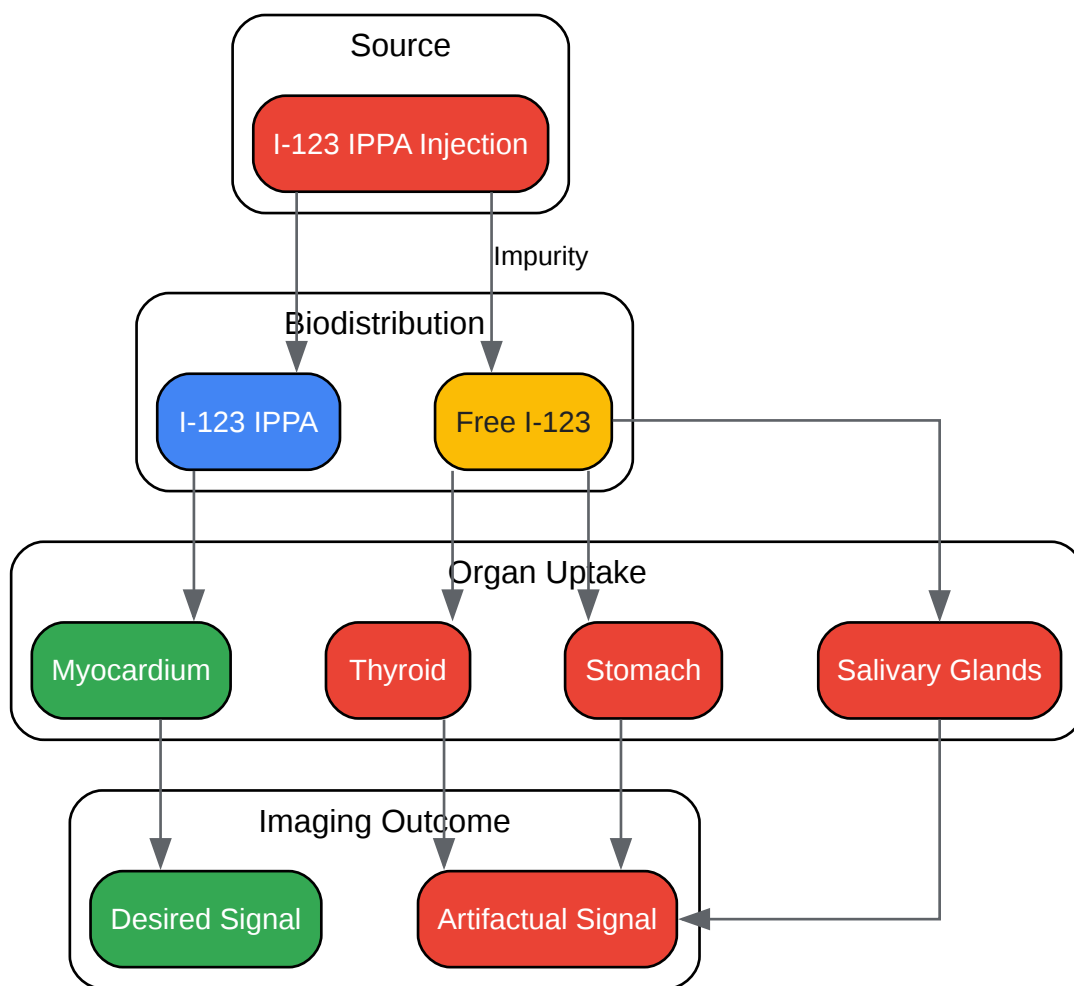 Source
I-123 IPPA Injection
Impurity
Biodistribution
I-123 IPPA
Free I-123
Organ Uptake
Myocardium
Thyroid
Stomach
Salivary Glands
Imaging Outcome
Desired Signal
Artifactual Signal